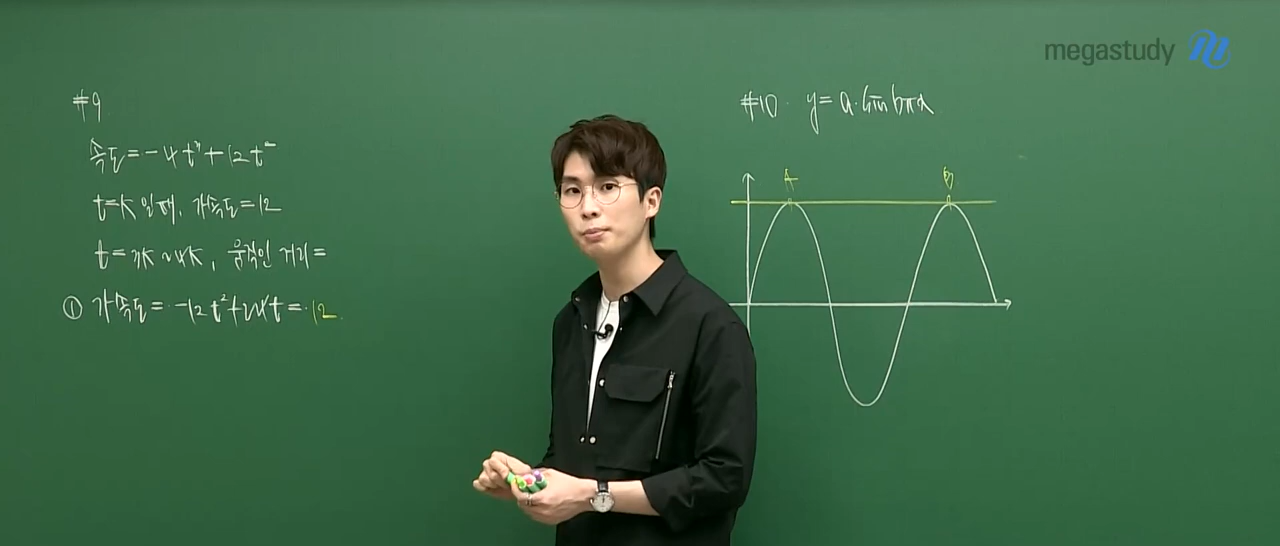 megastudy
#9
속도=-4t³+12t²
t=k일때, 가속도=12
t=3k~4k, 움직인 거리=
① 가속도=-12t²+24t=12
#10. y=a·sin bπx
A
B